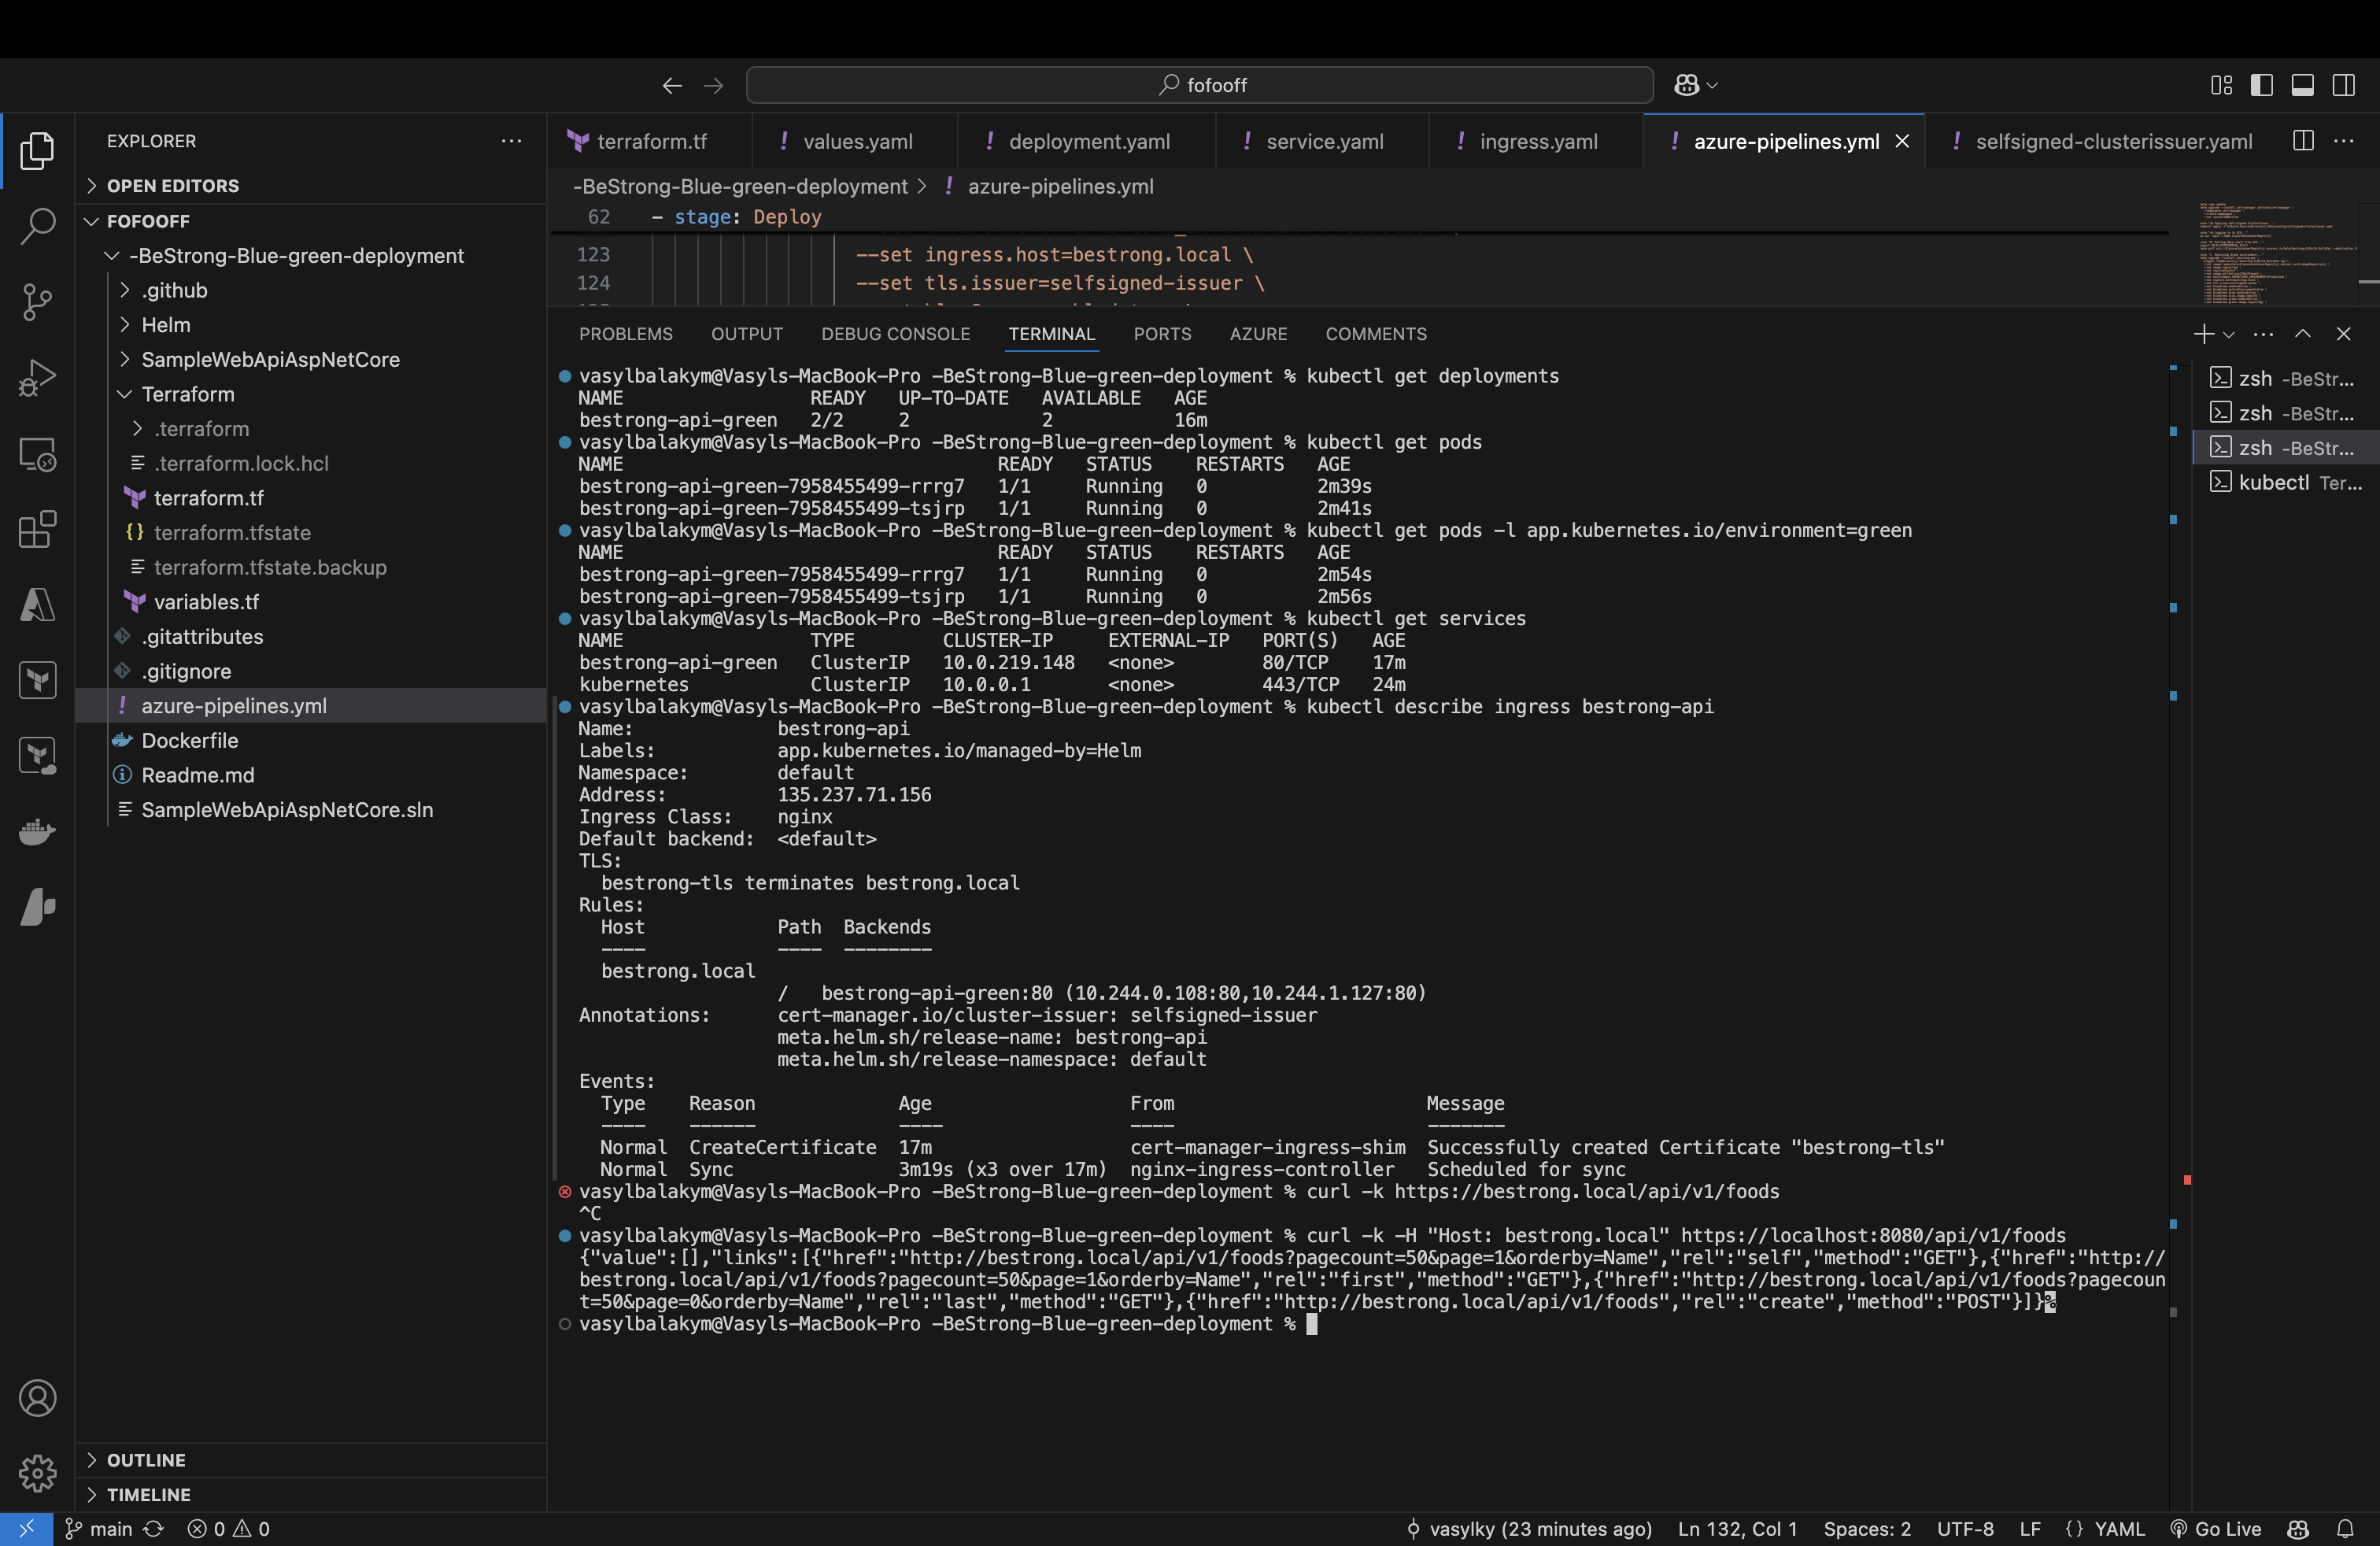 fofooff
EXPLORER
OPEN EDITORS
FOFOOFF
-BeStrong-Blue-green-deployment
.github
Helm
SampleWebApiAspNetCore
Terraform
.terraform
.terraform.lock.hcl
terraform.tf
{} terraform.tfstate
terraform.tfstate.backup
variables.tf
.gitattributes
.gitignore
! azure-pipelines.yml
Dockerfile
Readme.md
SampleWebApiAspNetCore.sln
OUTLINE
TIMELINE
terraform.tf ! values.yaml ! deployment.yaml ! service.yaml ! ingress.yaml ! azure-pipelines.yml ! selfsigned-clusterissuer.yaml
-BeStrong-Blue-green-deployment > ! azure-pipelines.yml
62 - stage: Deploy
123 --set ingress.host=bestrong.local \
124 --set tls.issuer=selfsigned-issuer \
PROBLEMS OUTPUT DEBUG CONSOLE TERMINAL PORTS AZURE COMMENTS
vasylbalakym@Vasyls-MacBook-Pro -BeStrong-Blue-green-deployment % kubectl get deployments
NAME READY UP-TO-DATE AVAILABLE AGE
bestrong-api-green 2/2 2 2 16m
vasylbalakym@Vasyls-MacBook-Pro -BeStrong-Blue-green-deployment % kubectl get pods
NAME READY STATUS RESTARTS AGE
bestrong-api-green-7958455499-rrrg7 1/1 Running 0 2m39s
bestrong-api-green-7958455499-tsjrp 1/1 Running 0 2m41s
vasylbalakym@Vasyls-MacBook-Pro -BeStrong-Blue-green-deployment % kubectl get pods -l app.kubernetes.io/environment=green
NAME READY STATUS RESTARTS AGE
bestrong-api-green-7958455499-rrrg7 1/1 Running 0 2m54s
bestrong-api-green-7958455499-tsjrp 1/1 Running 0 2m56s
vasylbalakym@Vasyls-MacBook-Pro -BeStrong-Blue-green-deployment % kubectl get services
NAME TYPE CLUSTER-IP EXTERNAL-IP PORT(S) AGE
bestrong-api-green ClusterIP 10.0.219.148 <none> 80/TCP 17m
kubernetes ClusterIP 10.0.0.1 <none> 443/TCP 24m
vasylbalakym@Vasyls-MacBook-Pro -BeStrong-Blue-green-deployment % kubectl describe ingress bestrong-api
Name: bestrong-api
Labels: app.kubernetes.io/managed-by=Helm
Namespace: default
Address: 135.237.71.156
Ingress Class: nginx
Default backend: <default>
TLS:
bestrong-tls terminates bestrong.local
Rules:
Host Path Backends
---- ---- --------
bestrong.local
/ bestrong-api-green:80 (10.244.0.108:80,10.244.1.127:80)
Annotations: cert-manager.io/cluster-issuer: selfsigned-issuer
meta.helm.sh/release-name: bestrong-api
meta.helm.sh/release-namespace: default
Events:
Type Reason Age From Message
---- ------ ---- ---- -------
Normal CreateCertificate 17m cert-manager-ingress-shim Successfully created Certificate "bestrong-tls"
Normal Sync 3m19s (x3 over 17m) nginx-ingress-controller Scheduled for sync
vasylbalakym@Vasyls-MacBook-Pro -BeStrong-Blue-green-deployment % curl -k https://bestrong.local/api/v1/foods
^C
vasylbalakym@Vasyls-MacBook-Pro -BeStrong-Blue-green-deployment % curl -k -H "Host: bestrong.local" https://localhost:8080/api/v1/foods
{"value":[],"links":[{"href":"http://bestrong.local/api/v1/foods?pagecount=50&page=1&orderby=Name","rel":"self","method":"GET"},{"href":"http://
bestrong.local/api/v1/foods?pagecount=50&page=1&orderby=Name","rel":"first","method":"GET"},{"href":"http://bestrong.local/api/v1/foods?pagecoun
t=50&page=0&orderby=Name","rel":"last","method":"GET"},{"href":"http://bestrong.local/api/v1/foods","rel":"create","method":"POST"}]}%
vasylbalakym@Vasyls-MacBook-Pro -BeStrong-Blue-green-deployment %
zsh -BeStr...
zsh -BeStr...
zsh -BeStr...
kubectl Ter...
main 0 0 vasylky (23 minutes ago) Ln 132, Col 1 Spaces: 2 UTF-8 LF {} YAML Go Live